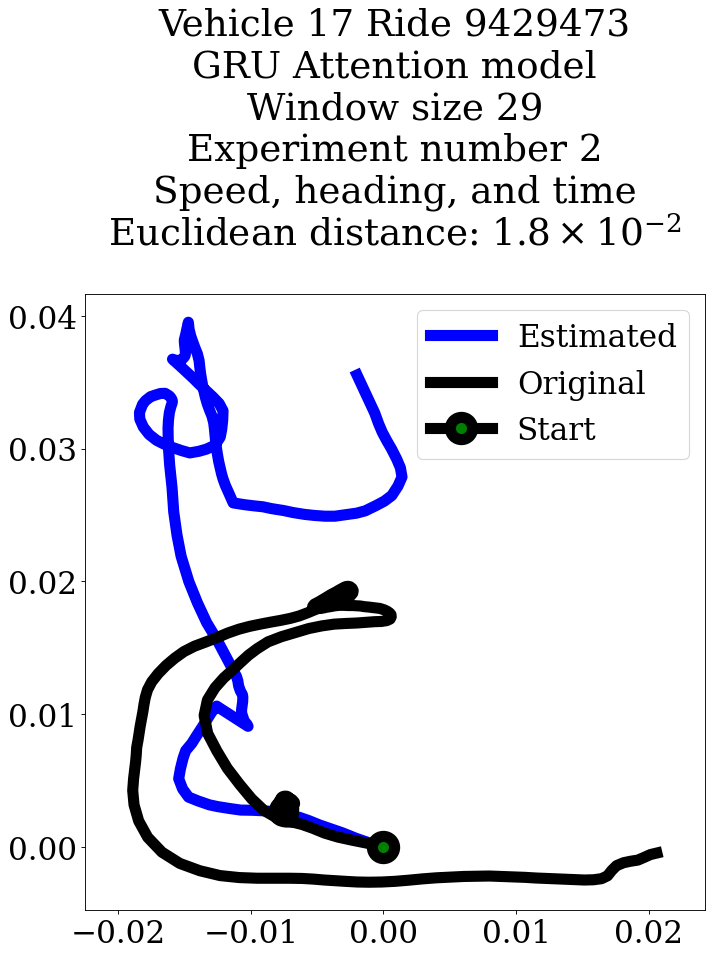 Vehicle 17 Ride 9429473
GRU Attention model
Window size 29
Experiment number 2
Speed, heading, and time
Euclidean distance: 1.8 × 10⁻²
Estimated
Original
Start
0.04
0.03
0.02
0.01
0.00
−0.02 −0.01 0.00 0.01 0.02